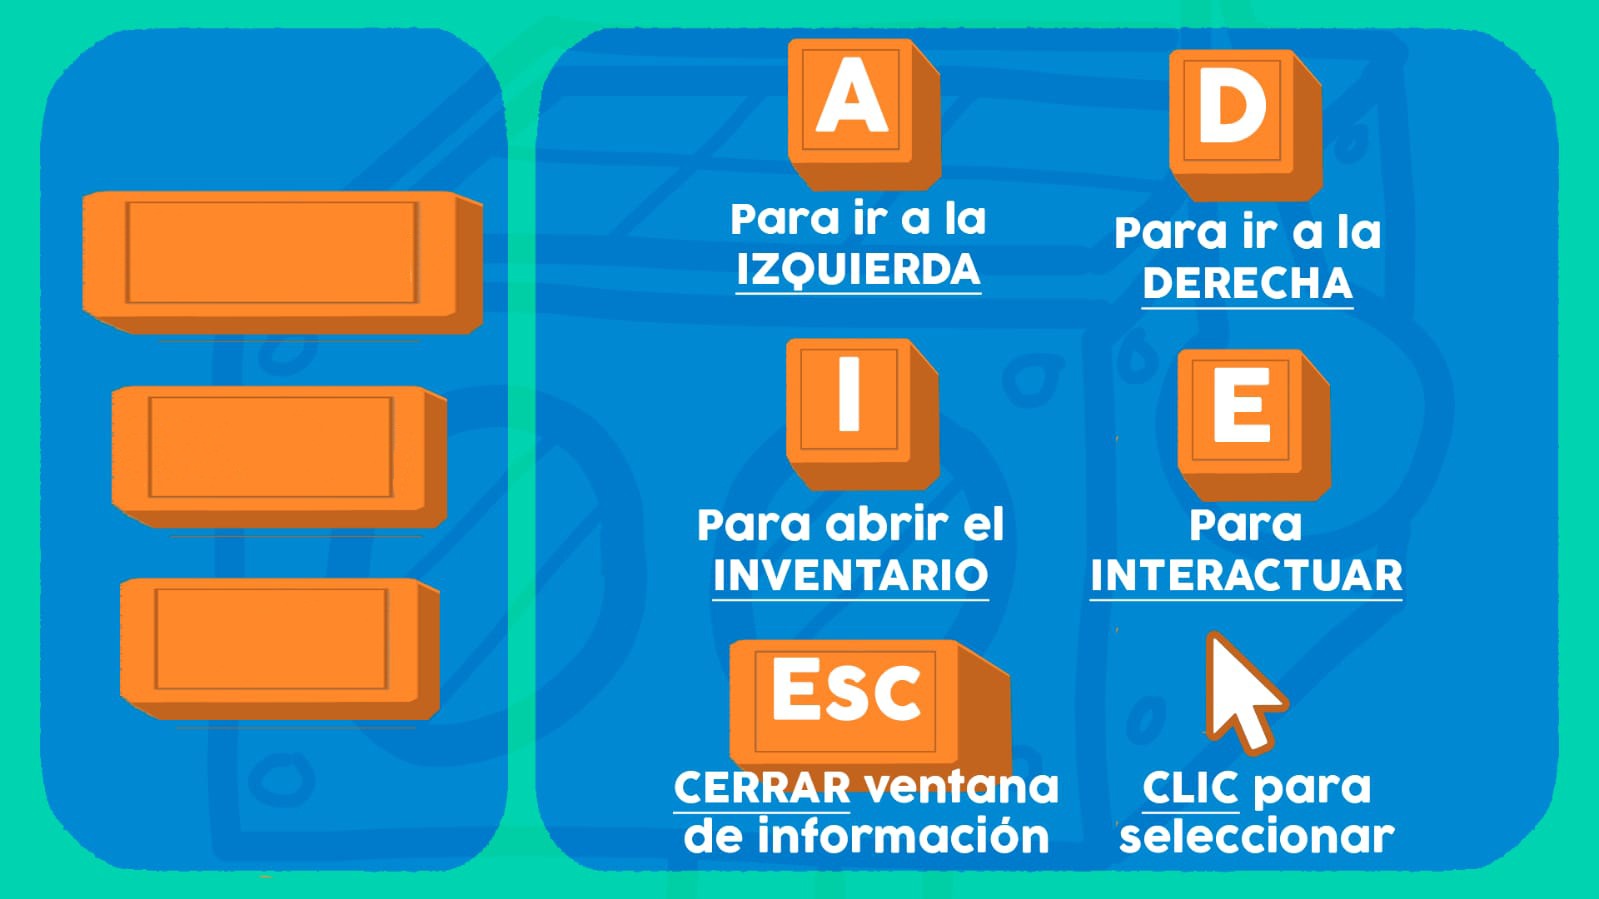 A
Para ir a la
IZQUIERDA
D
Para ir a la
DERECHA
I
Para abrir el
INVENTARIO
E
Para
INTERACTUAR
Esc
CERRAR ventana
de información
CLIC para
seleccionar